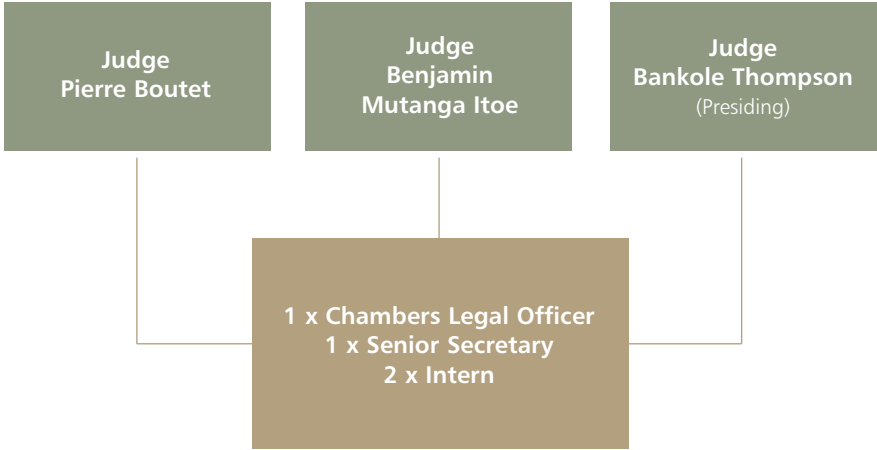 Judge
Pierre Boutet
Judge
Benjamin
Mutanga Itoe
Judge
Bankole Thompson
(Presiding)
1 x Chambers Legal Officer
1 x Senior Secretary
2 x Intern